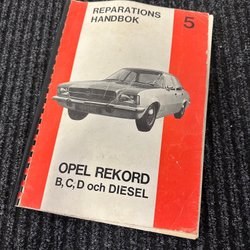 REPARATIONS
HANDBOK
5
OPEL REKORD
B, C, D och DIESEL